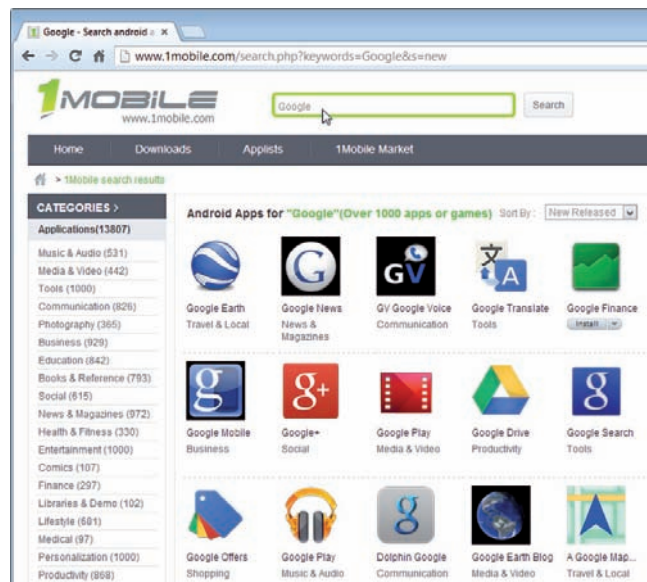 Google - Search android a
www.1mobile.com/search.php?keywords=Google&s=new
1MOBILE
www.1mobile.com
Google
Search
Home Downloads Applists 1Mobile Market
> 1Mobile search results
CATEGORIES >
Applications(13807)
Music & Audio (531)
Media & Video (442)
Tools (1000)
Communication (826)
Photography (365)
Business (929)
Education (842)
Books & Reference (793)
Social (615)
News & Magazines (972)
Health & Fitness (330)
Entertainment (1000)
Comics (107)
Finance (297)
Libraries & Demo (102)
Lifestyle (681)
Medical (97)
Personalization (1000)
Productivity (868)
Android Apps for "Google"(Over 1000 apps or games) Sort By : New Released
G GV 文 A
Google Earth Google News GV Google Voice Google Translate Google Finance
Travel & Local News & Magazines Communication Tools Install
g g+ g
Google Mobile Google+ Google Play Google Drive Google Search
Business Social Media & Video Productivity Tools
g
Google Offers Google Play Dolphin Google Google Earth Blog A Google Map...
Shopping Music & Audio Communication News & Magazines Travel & Local